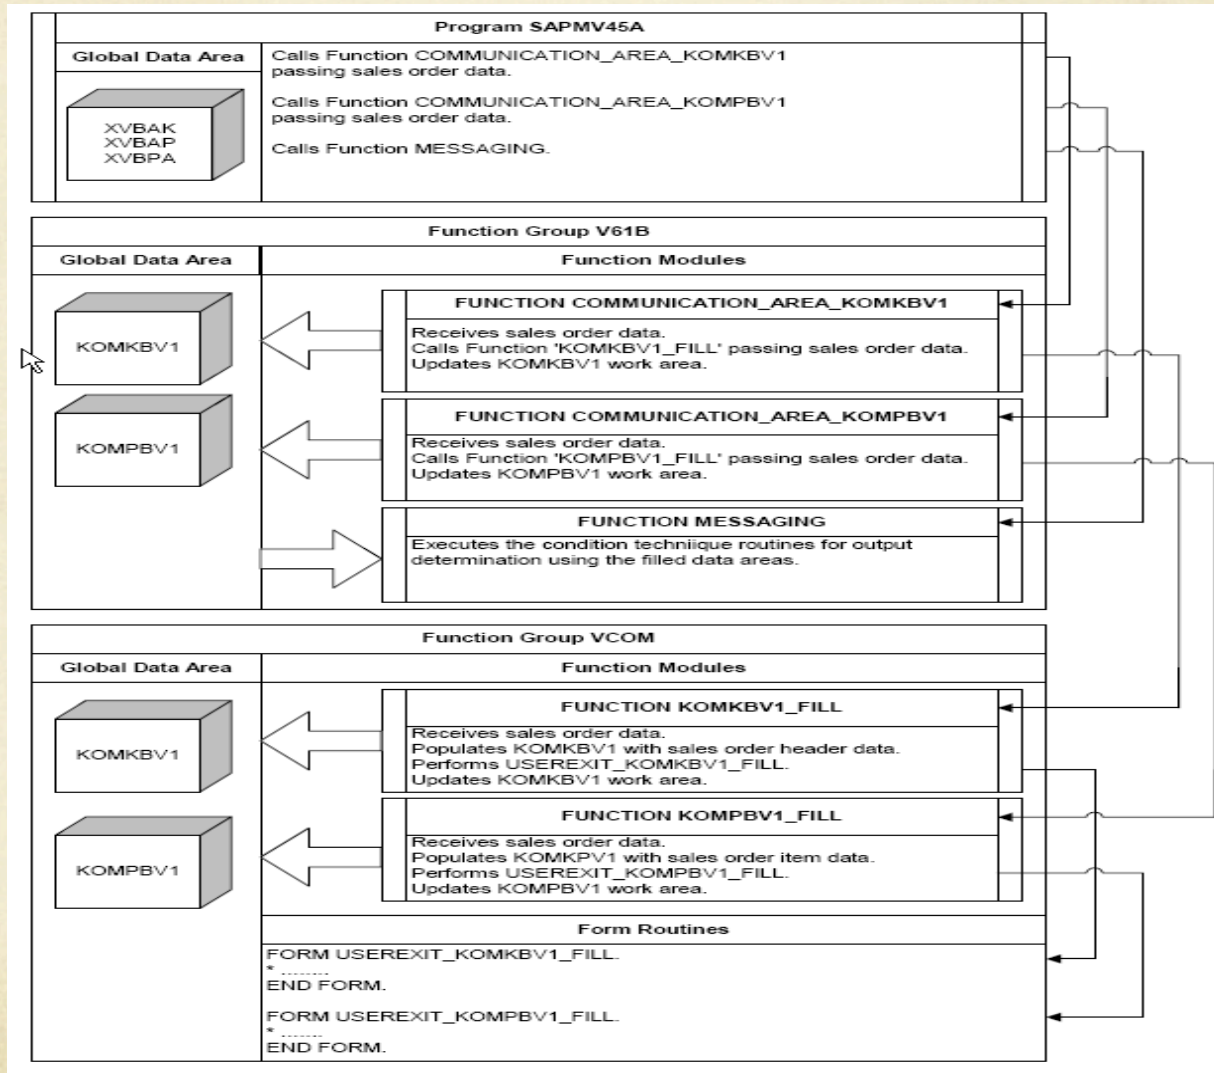 Program SAPMV45A
Global Data Area
Calls Function COMMUNICATION_AREA_KOMKBV1
passing sales order data.
Calls Function COMMUNICATION_AREA_KOMPBV1
passing sales order data.
Calls Function MESSAGING.
XVBAK
XVBAP
XVBPA
Function Group V61B
Global Data Area
Function Modules
KOMKBV1
FUNCTION COMMUNICATION_AREA_KOMKBV1
Receives sales order data.
Calls Function 'KOMKBV1_FILL' passing sales order data.
Updates KOMKBV1 work area.
KOMPBV1
FUNCTION COMMUNICATION_AREA_KOMPBV1
Receives sales order data.
Calls Function 'KOMPBV1_FILL' passing sales order data.
Updates KOMPBV1 work area.
FUNCTION MESSAGING
Executes the condition techniique routines for output
determination using the filled data areas.
Function Group VCOM
Global Data Area
Function Modules
KOMKBV1
FUNCTION KOMKBV1_FILL
Receives sales order data.
Populates KOMKBV1 with sales order header data.
Performs USEREXIT_KOMKBV1_FILL.
Updates KOMKBV1 work area.
KOMPBV1
FUNCTION KOMPBV1_FILL
Receives sales order data.
Populates KOMKPV1 with sales order item data.
Performs USEREXIT_KOMPBV1_FILL.
Updates KOMPBV1 work area.
Form Routines
FORM USEREXIT_KOMKBV1_FILL.
* ........
END FORM.
FORM USEREXIT_KOMPBV1_FILL.
* .......
END FORM.